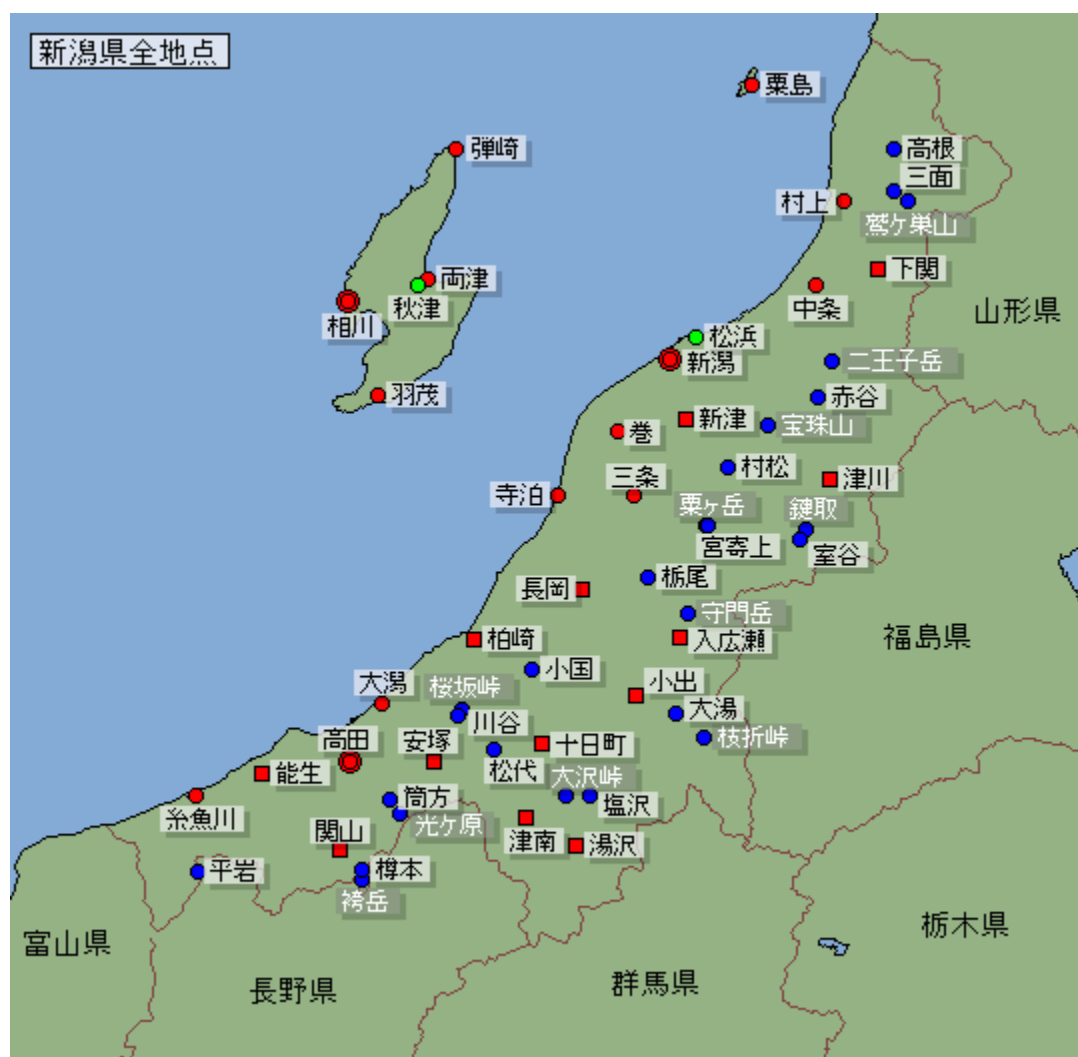 新潟県全地点
粟島
弾崎
高根
三面
村上
鷲ケ巣山
下関
両津
秋津
中条
相川
山形県
松浜
新潟
二王子岳
羽茂
赤谷
新津
宝珠山
巻
村松
津川
三条
寺泊
粟ヶ岳
鍵取
宮寄上
室谷
栃尾
長岡
守門岳
入広瀬
福島県
柏崎
小国
小出
桜坂峠
大潟
大湯
川谷
枝折峠
高田
安塚
十日町
松代
能生
大沢峠
筒方
塩沢
糸魚川
光ケ原
関山
津南
湯沢
平岩
樽本
袴岳
栃木県
富山県
群馬県
長野県